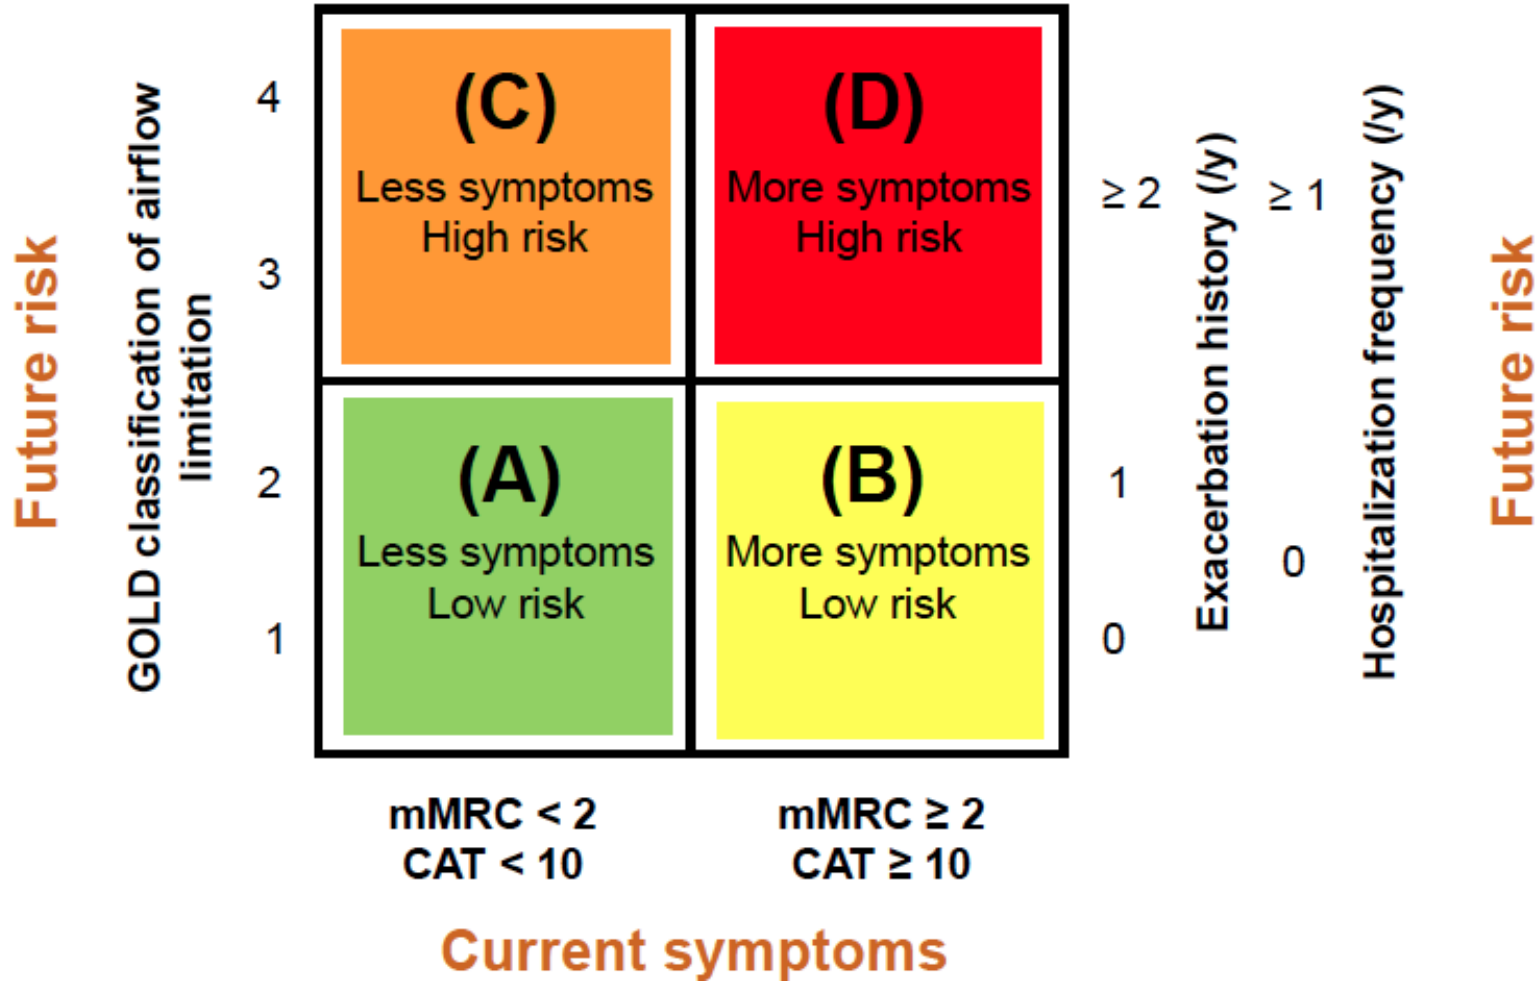 Future risk
GOLD classification of airflow
limitation
4
3
2
1
(C)
Less symptoms
High risk
(D)
More symptoms
High risk
(A)
Less symptoms
Low risk
(B)
More symptoms
Low risk
≥ 2
1
0
Exacerbation history (/y)
≥ 1
0
Hospitalization frequency (/y)
Future risk
mMRC < 2
CAT < 10
mMRC ≥ 2
CAT ≥ 10
Current symptoms